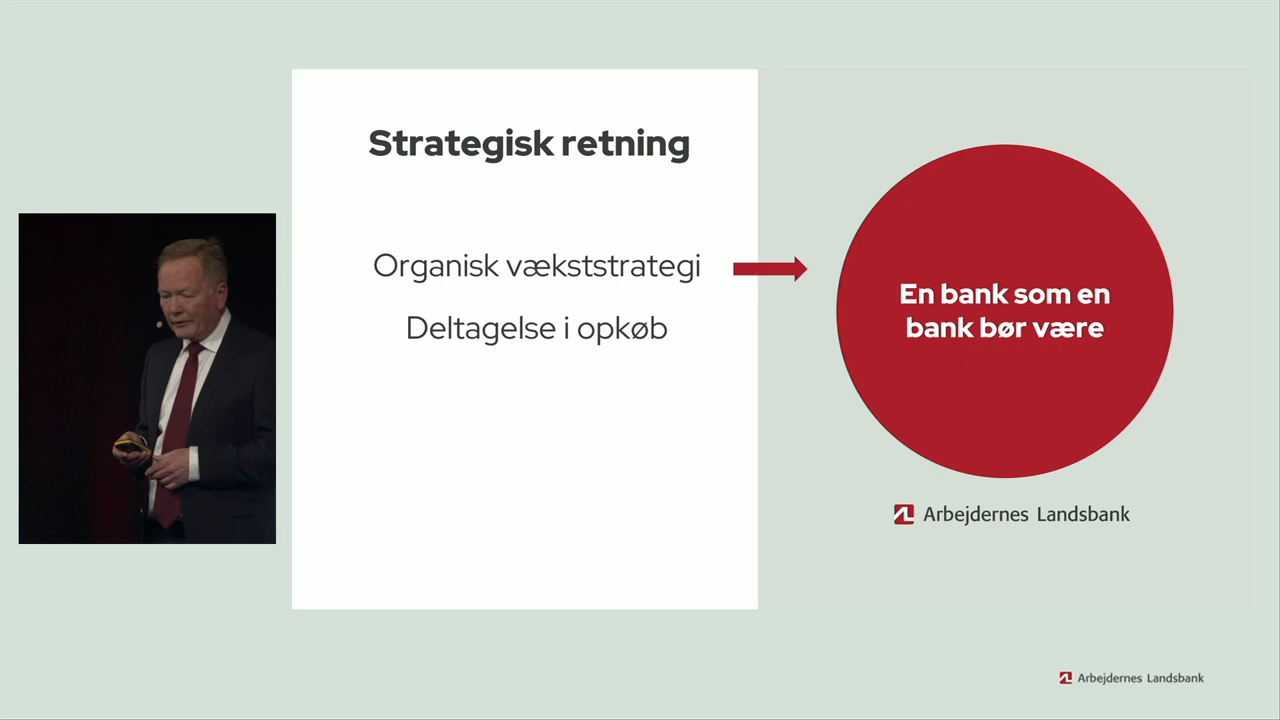 Strategisk retning
Organisk vækststrategi
Deltagelse i opkøb
En bank som en
bank bør være
Arbejdernes Landsbank
Arbejdernes Landsbank